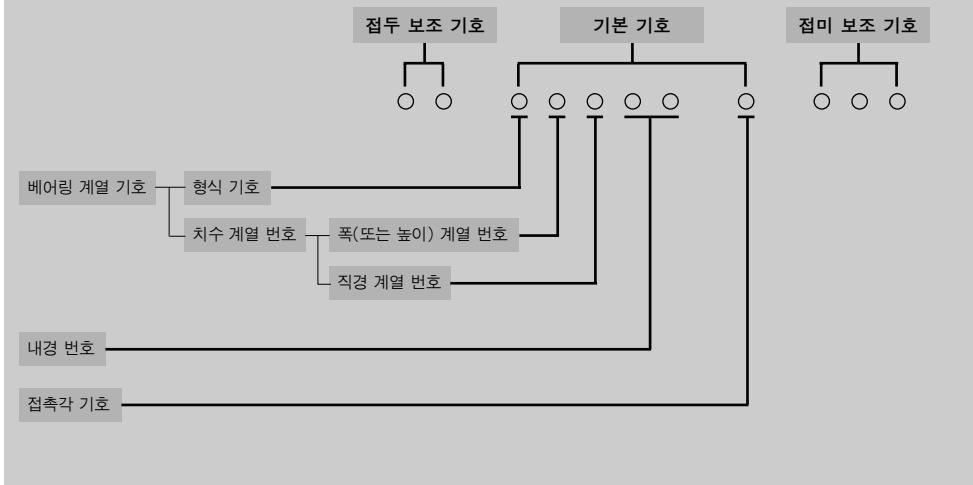 접두 보조 기호 기본 기호 접미 보조 기호
베어링 계열 기호 형식 기호
치수 계열 번호 폭(또는 높이) 계열 번호
직경 계열 번호
내경 번호
접촉각 기호